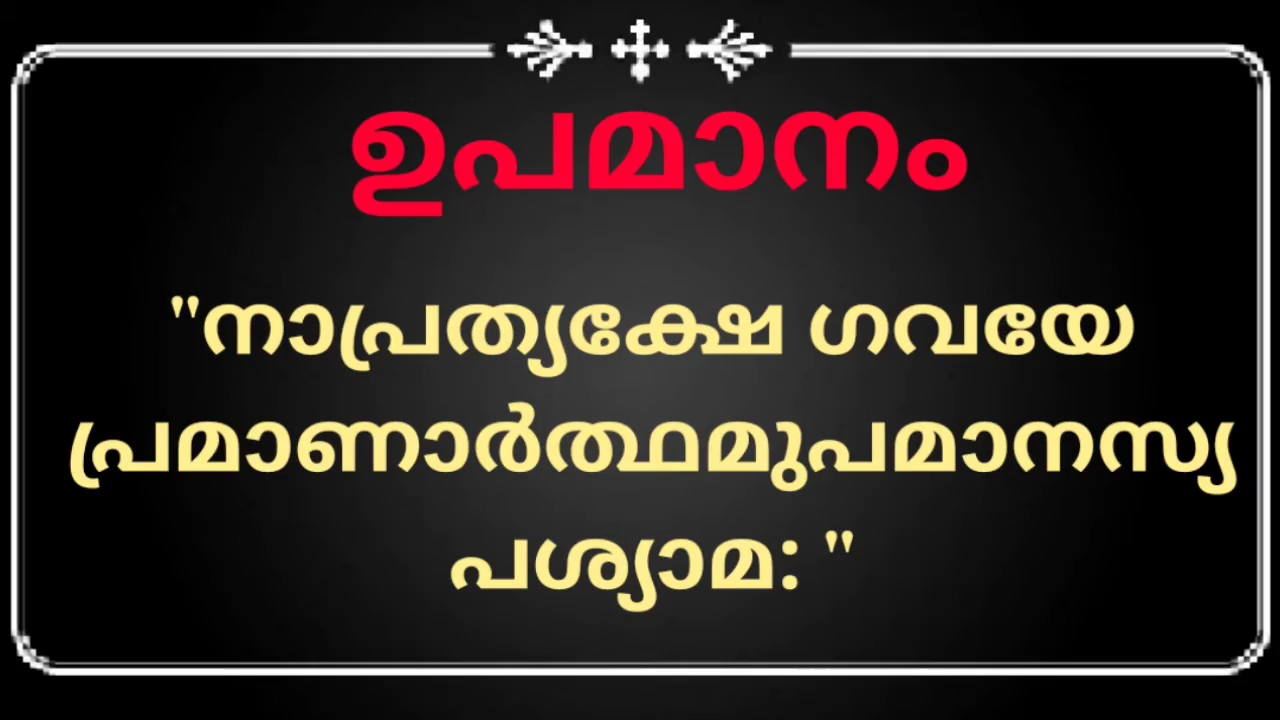 ഉപമാനം
"നാപ്രത്യക്ഷേ ഗവയേ
പ്രമാണാർത്ഥമുപമാനസ്യ
പശ്യാമ: "